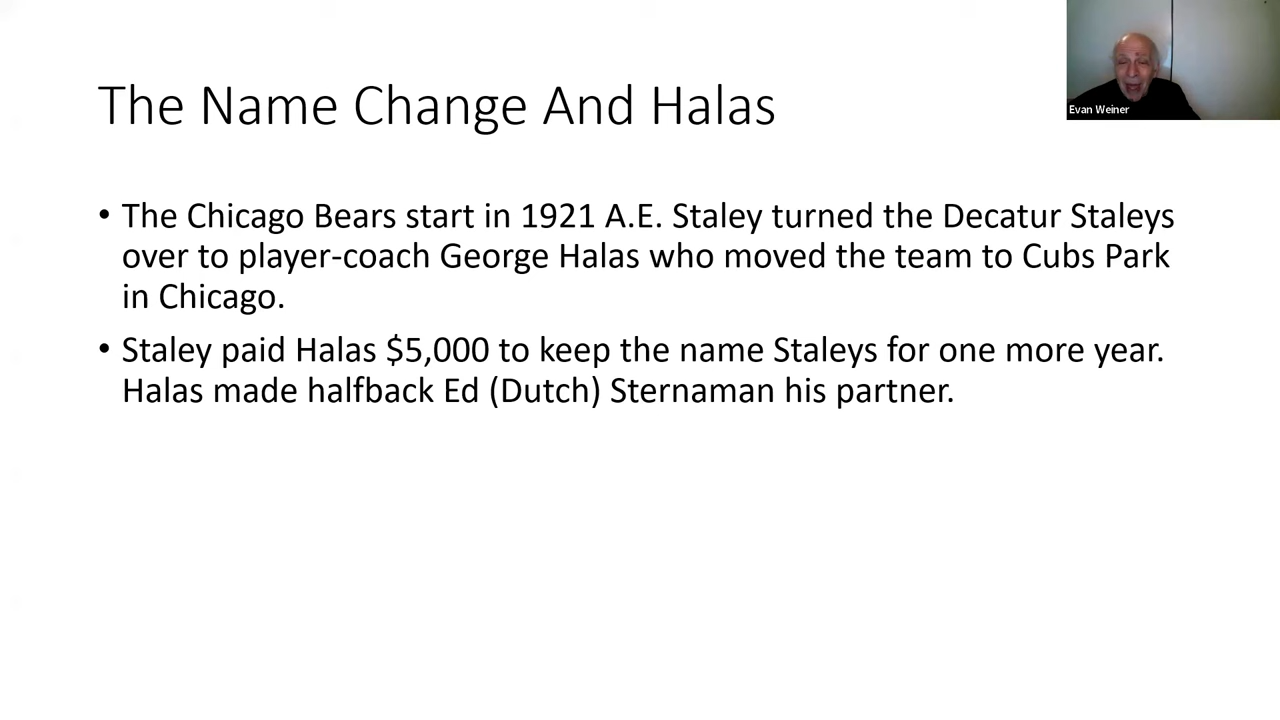 The Name Change And Halas
Evan Weiner
• The Chicago Bears start in 1921 A.E. Staley turned the Decatur Staleys
over to player-coach George Halas who moved the team to Cubs Park
in Chicago.
• Staley paid Halas $5,000 to keep the name Staleys for one more year.
Halas made halfback Ed (Dutch) Sternaman his partner.